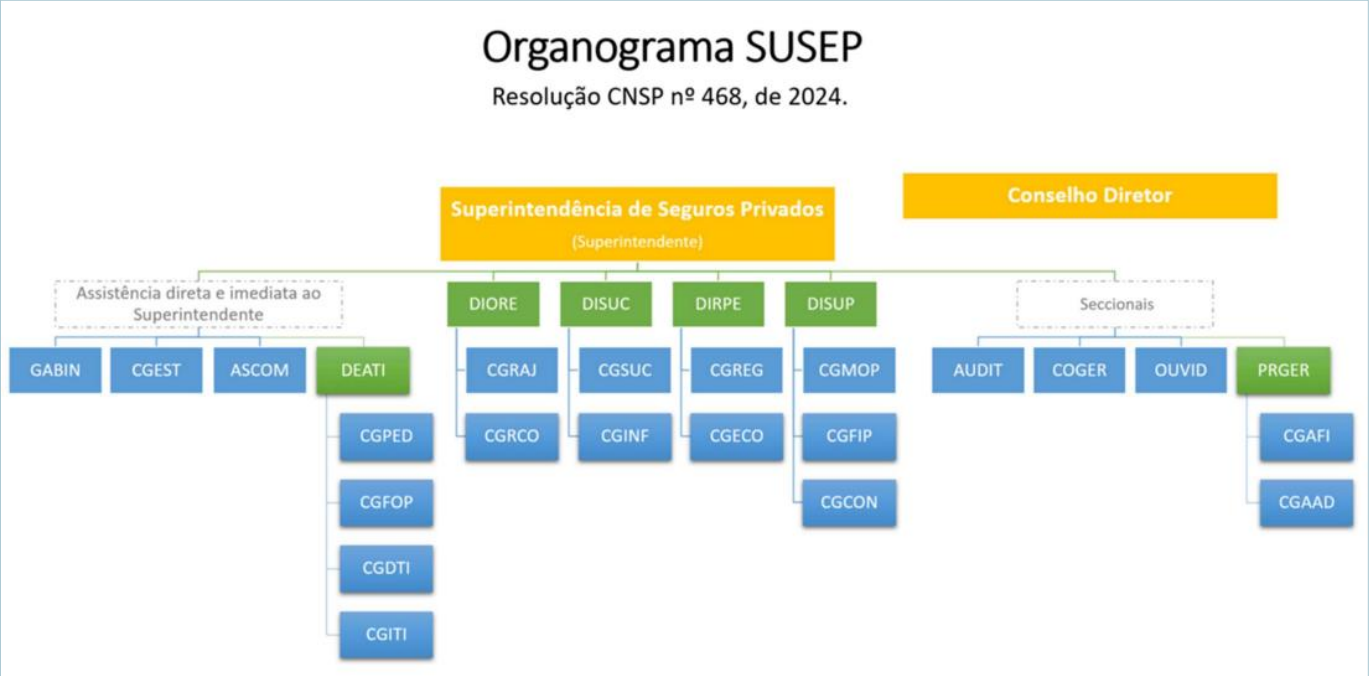 Organograma SUSEP
Resolução CNSP nº 468, de 2024.
Superintendência de Seguros Privados
(Superintendente)
Conselho Diretor
Assistência direta e imediata ao
Superintendente
DIORE
DISUC
DIRPE
DISUP
Seccionais
GABIN
CGEST
ASCOM
DEATI
CGRAJ
CGSUC
CGREG
CGMOP
AUDIT
COGER
OUVID
PRGER
CGPED
CGRCO
CGINF
CGECO
CGFIP
CGAFI
CGFOP
CGCON
CGAAD
CGDTI
CGITI